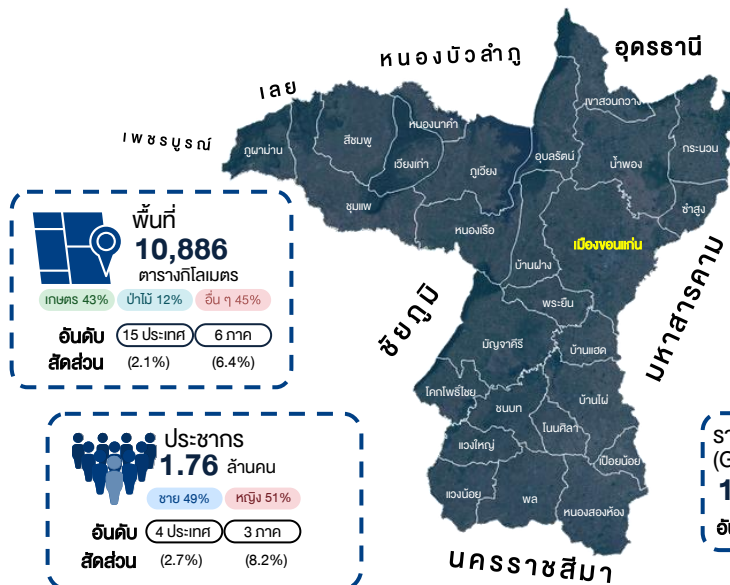 หนองบัวลำภู
อุดรธานี
เลย
เพชรบูรณ์
เขาสวนกวาง
หนองนาคำ
สีชมพู
ภูผาม่าน
เวียงเก่า
ภูเวียง
อุบลรัตน์
น้ำพอง
กระนวน
ชุมแพ
หนองเรือ
ซำสูง
เมืองขอนแก่น
บ้านฝาง
พระยืน
มัญจาคีรี
บ้านแฮด
โคกโพธิ์ไชย
ชนบท
บ้านไผ่
โนนศิลา
แวงใหญ่
เปือยน้อย
แวงน้อย
พล
หนองสองห้อง
ชัยภูมิ
มหาสารคาม
นครราชสีมา
พื้นที่
10,886
ตารางกิโลเมตร
เกษตร 43% ป่าไม้ 12% อื่น ๆ 45%
อันดับ 15 ประเทศ 6 ภาค
สัดส่วน (2.1%) (6.4%)
ประชากร
1.76 ล้านคน
ชาย 49% หญิง 51%
อันดับ 4 ประเทศ 3 ภาค
สัดส่วน (2.7%) (8.2%)
รา
(G
1
อัน